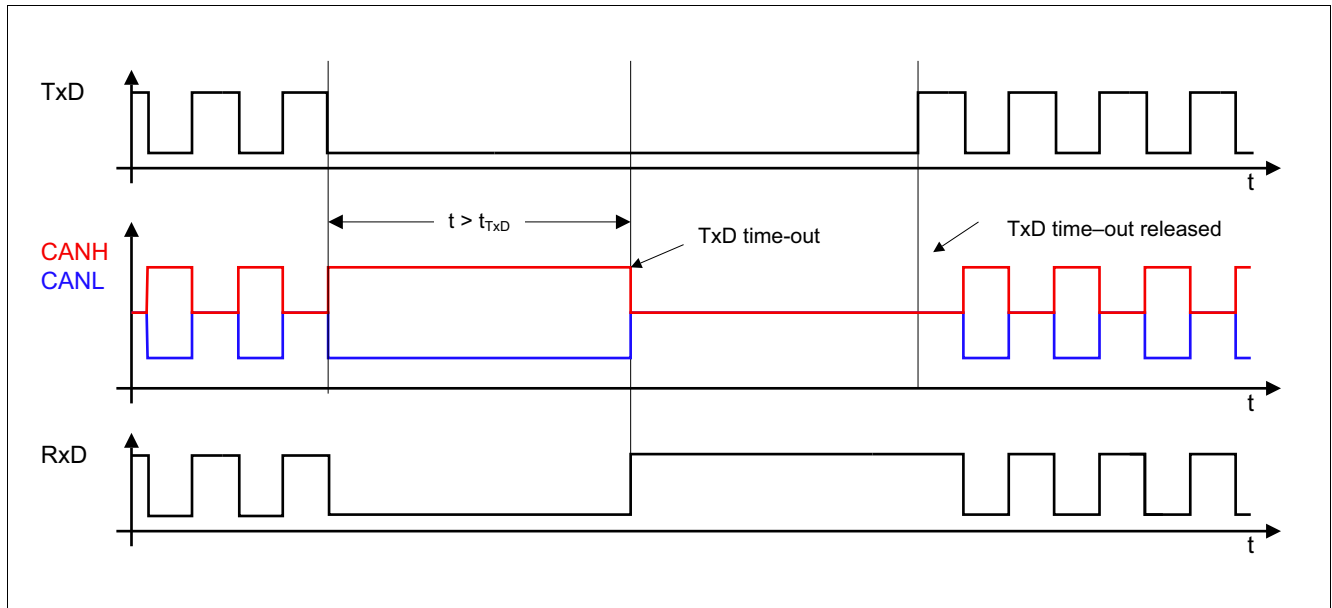 TxD
t
t > tTxD
TxD time-out
TxD time–out released
CANH
CANL
t
RxD
t